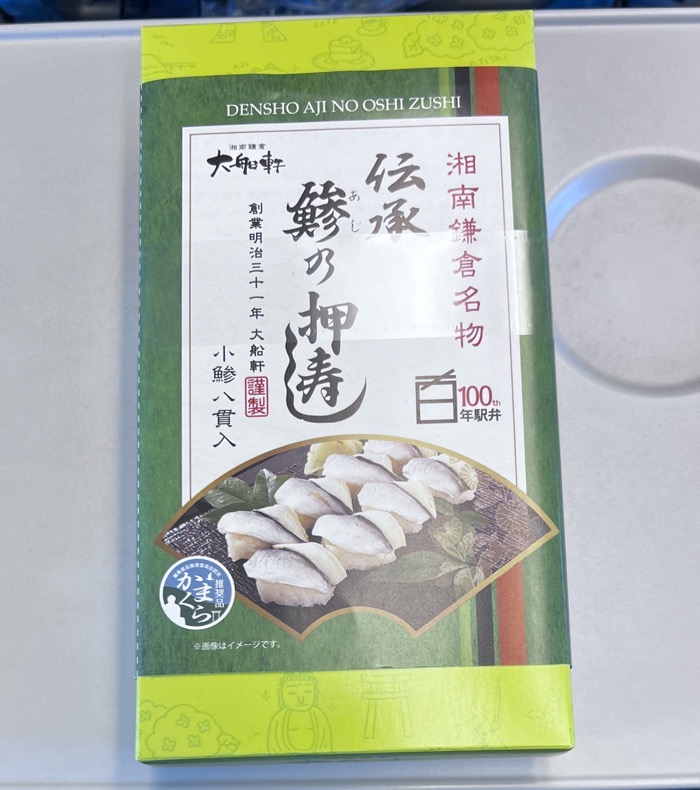 DENSHO AJI NO OSHI ZUSHI
湘南鎌倉名物
伝承
鯵の押寿し
あじ
湘南鎌倉
大船軒
創業明治三十一年 大船軒
謹製
小鯵八貫入
100th
年駅弁
かまくら
推奨品
※画像はイメージです。